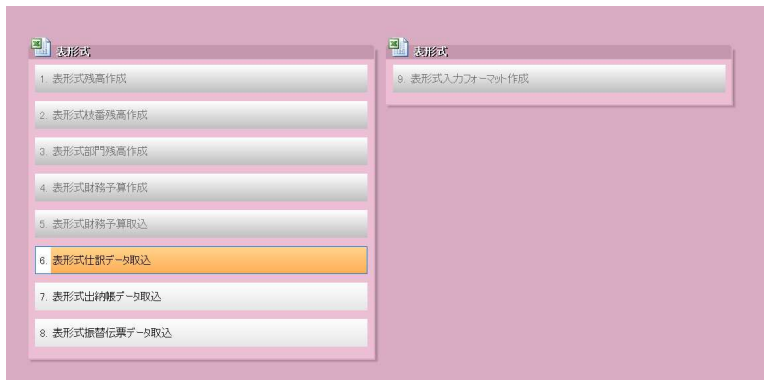 表形式
1. 表形式残高作成
2. 表形式枝番残高作成
3. 表形式部門残高作成
4. 表形式財務予算作成
5. 表形式財務予算取込
6. 表形式仕訳データ取込
7. 表形式出納帳データ取込
8. 表形式振替伝票データ取込
表形式
9. 表形式入力フォーマット作成